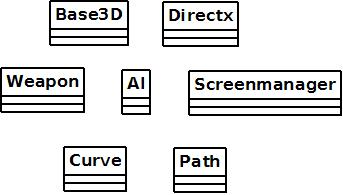 Base3D
Directx
Weapon
AI
Screenmanager
Curve
Path